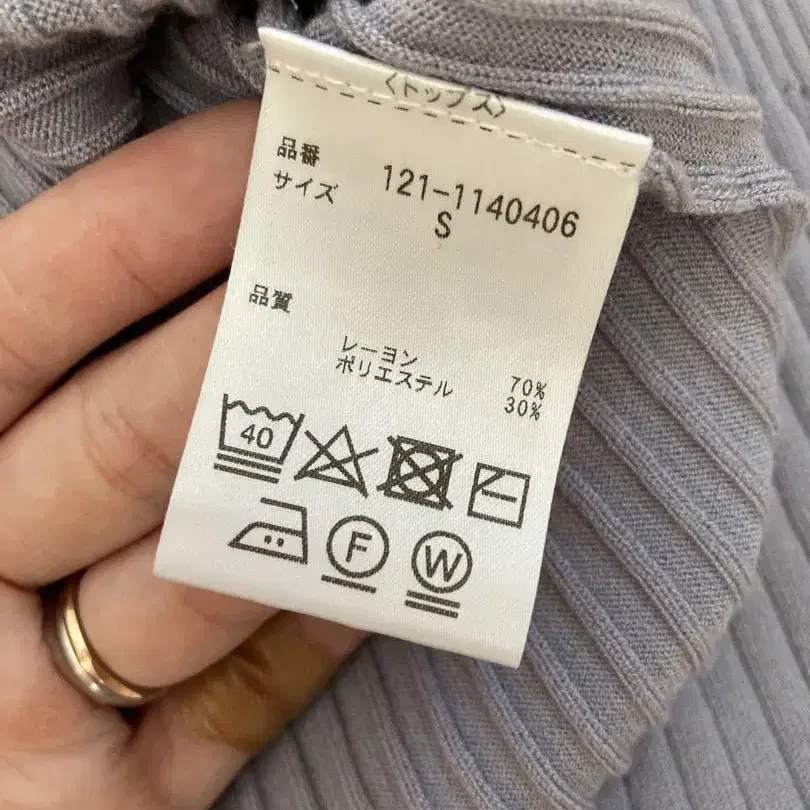 〈トップス〉
品番 121-1140406
サイズ S
品質
レーヨン 70%
ポリエステル 30%
40
F
W